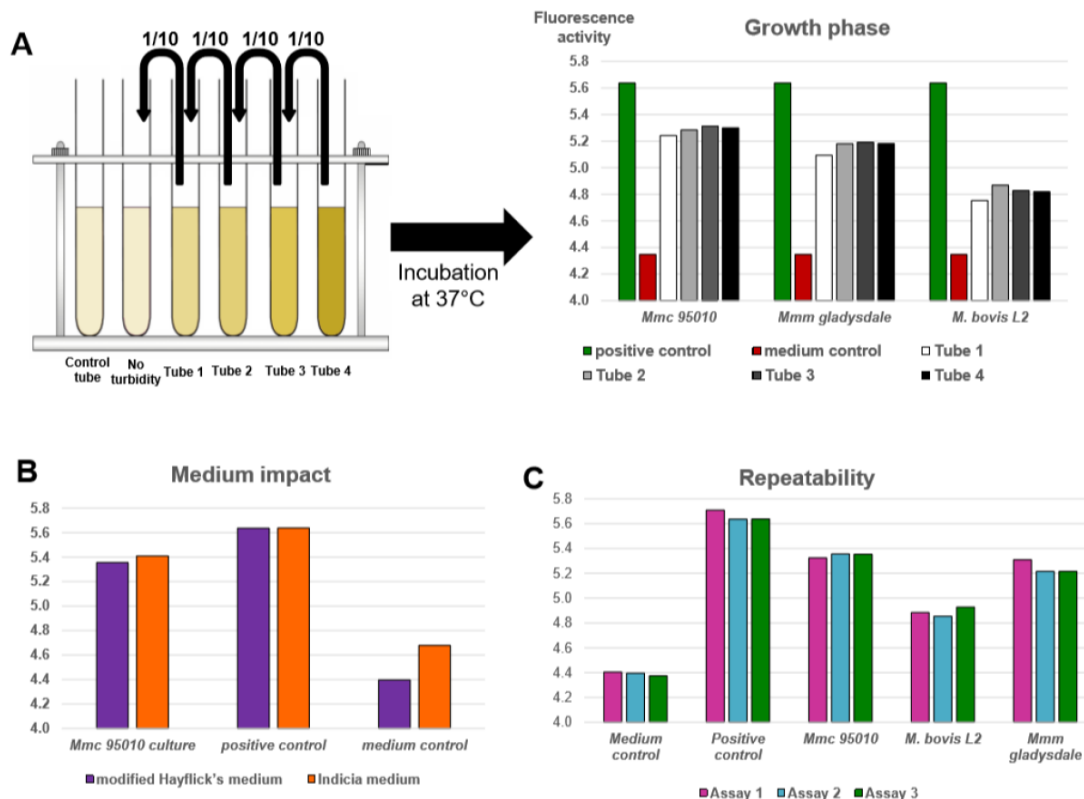 A
1/10 1/10 1/10 1/10
Control tube
No turbidity
Tube 1
Tube 2
Tube 3
Tube 4
Incubation
at 37°C
Fluorescence
activity
Growth phase
5.8
5.6
5.4
5.2
5.0
4.8
4.6
4.4
4.2
4.0
Mmc 95010
Mmm gladysdale
M. bovis L2
positive control
medium control
Tube 1
Tube 2
Tube 3
Tube 4
B
Medium impact
5.8
5.6
5.4
5.2
5.0
4.8
4.6
4.4
4.2
4.0
Mmc 95010 culture
positive control
medium control
modified Hayflick's medium
Indicia medium
C
Repeatability
5.8
5.6
5.4
5.2
5.0
4.8
4.6
4.4
4.2
4.0
Medium
control
Positive
control
Mmc 95010
M. bovis L2
Mmm
gladysdale
Assay 1
Assay 2
Assay 3